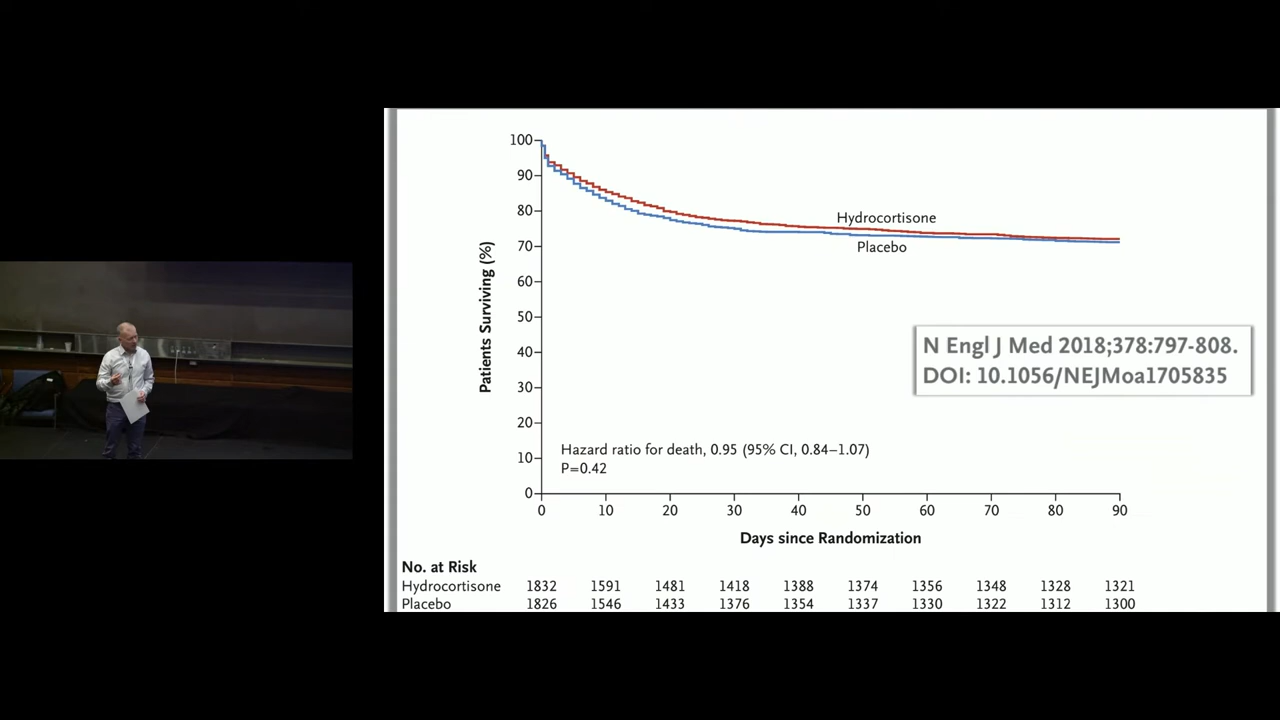 100
90
80
70
60
50
40
30
20
10
0
Patients Surviving (%)
Hydrocortisone
Placebo
N Engl J Med 2018;378:797-808.
DOI: 10.1056/NEJMoa1705835
Hazard ratio for death, 0.95 (95% CI, 0.84–1.07)
P=0.42
0 10 20 30 40 50 60 70 80 90
Days since Randomization
No. at Risk
Hydrocortisone 1832 1591 1481 1418 1388 1374 1356 1348 1328 1321
Placebo 1826 1546 1433 1376 1354 1337 1330 1322 1312 1300